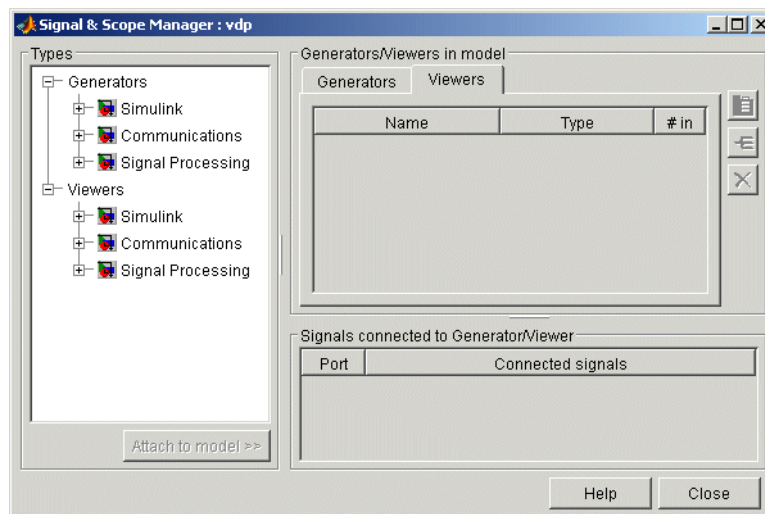 Signal & Scope Manager : vdp
Types
Generators
Simulink
Communications
Signal Processing
Viewers
Simulink
Communications
Signal Processing
Attach to model >>
Generators/Viewers in model
Generators Viewers
Name Type # in
Signals connected to Generator/Viewer
Port Connected signals
Help Close